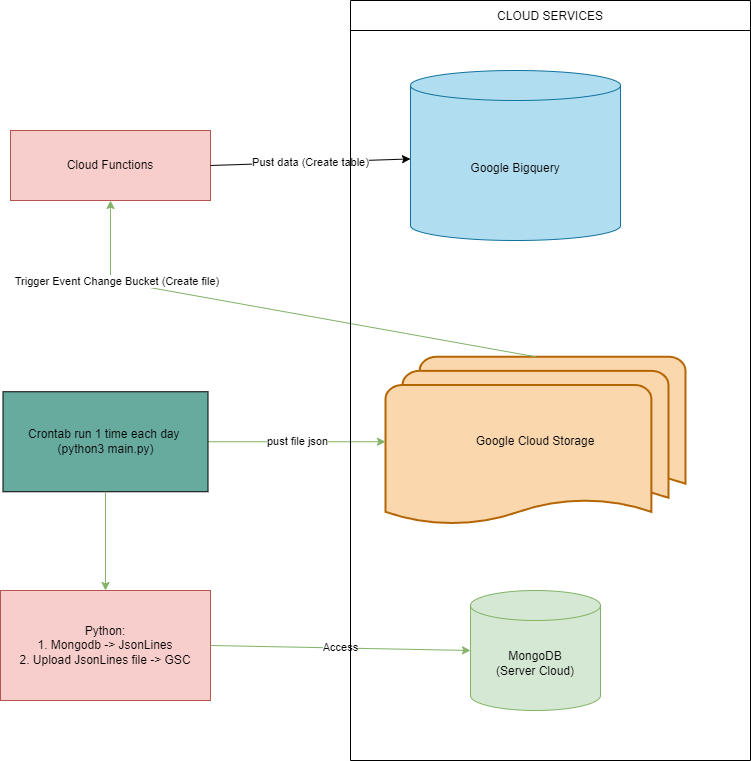 CLOUD SERVICES
Cloud Functions
Pust data (Create table)
Google Bigquery
Trigger Event Change Bucket (Create file)
Crontab run 1 time each day
(python3 main.py)
pust file json
Google Cloud Storage
Python:
1. Mongodb -> JsonLines
2. Upload JsonLines file -> GSC
Access
MongoDB
(Server Cloud)